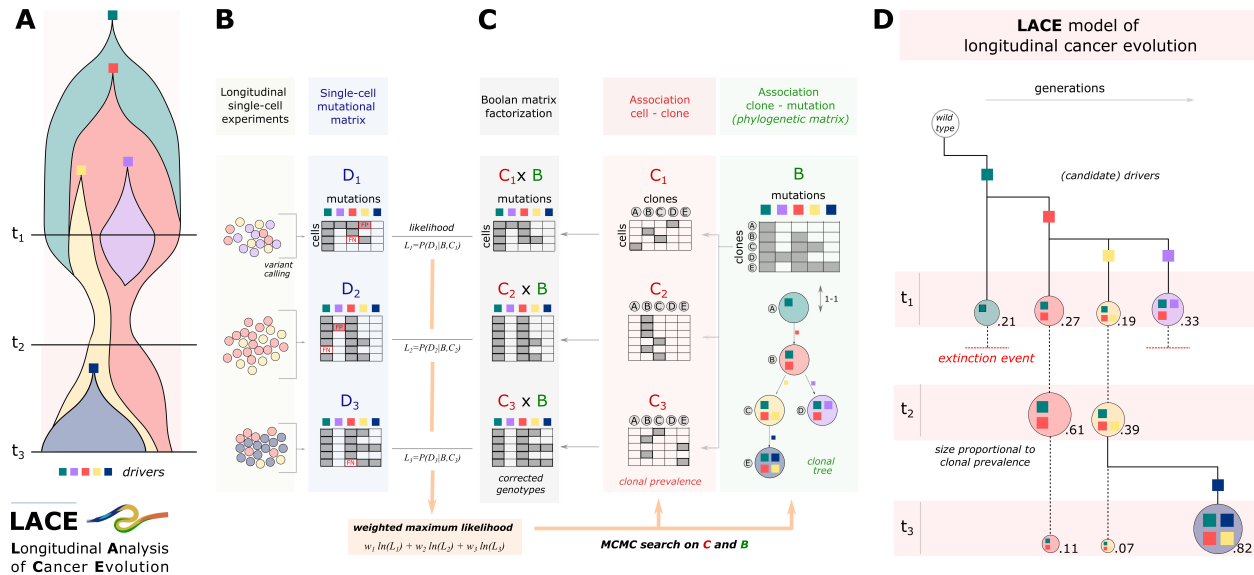 A
B
C
D
LACE model of
longitudinal cancer evolution
t1
t2
t3
drivers
LACE
Longitudinal Analysis
of Cancer Evolution
Longitudinal
single-cell
experiments
variant
calling
Single-cell
mutational
matrix
D1
mutations
cells
FP
FN
D2
FP
FN
D3
FN
likelihood
L1=P(D1|B,C1)
L2=P(D2|B,C2)
L3=P(D3|B,C3)
weighted maximum likelihood
w1 ln(L1) + w2 ln(L2) + w3 ln(L3)
Boolan matrix
factorization
C1x B
mutations
cells
C2 x B
C3 x B
corrected
genotypes
Association
cell - clone
C1
clones
A B C D E
cells
C2
A B C D E
C3
A B C D E
clonal prevalence
Association
clone - mutation
(phylogenetic matrix)
B
mutations
clones
A
B
C
D
E
1-1
A
B
C
D
E
clonal
tree
MCMC search on C and B
generations
wild
type
(candidate) drivers
t1
.21
.27
.19
.33
extinction event
t2
.61
.39
size proportional to
clonal prevalence
t3
.11
.07
.82